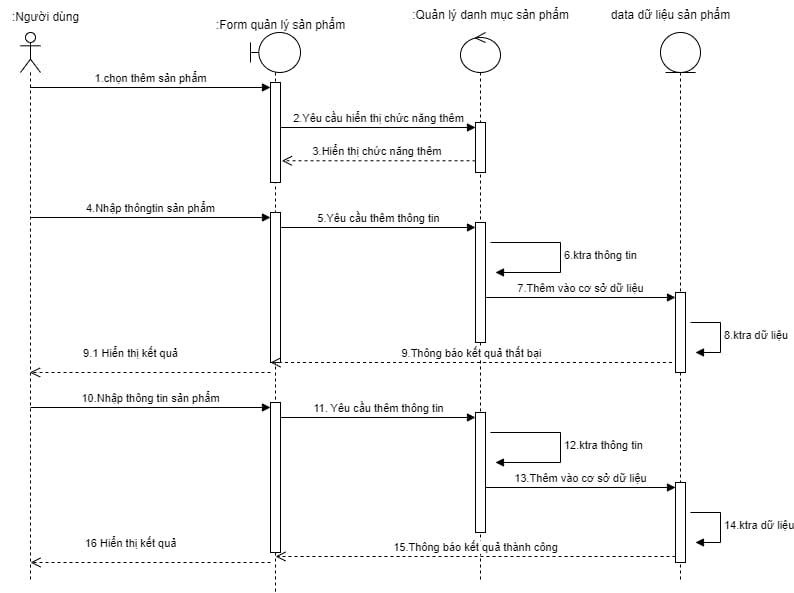 :Người dùng
:Form quản lý sản phẩm
:Quản lý danh mục sản phẩm
data dữ liệu sản phẩm
1.chọn thêm sản phẩm
2.Yêu cầu hiển thị chức năng thêm
3.Hiển thị chức năng thêm
4.Nhập thôngtin sản phẩm
5.Yêu cầu thêm thông tin
6.ktra thông tin
7.Thêm vào cơ sở dữ liệu
8.ktra dữ liệu
9.Thông báo kết quả thất bại
9.1 Hiển thị kết quả
10.Nhập thông tin sản phẩm
11. Yêu cầu thêm thông tin
12.ktra thông tin
13.Thêm vào cơ sở dữ liệu
14.ktra dữ liệu
15.Thông báo kết quả thành công
16 Hiển thị kết quả